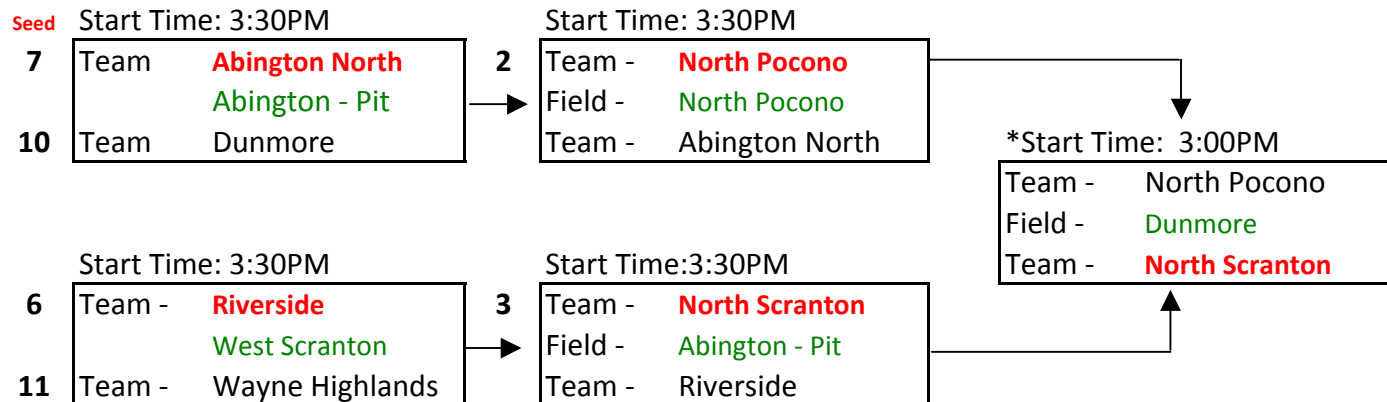 Seed Start Time: 3:30PM Start Time: 3:30PM
7 Team Abington North 2 Team - North Pocono
Abington - Pit Field - North Pocono
10 Team Dunmore Team - Abington North *Start Time: 3:00PM
Team - North Pocono
Field - Dunmore
Start Time: 3:30PM Start Time:3:30PM Team - North Scranton
6 Team - Riverside 3 Team - North Scranton
West Scranton Field - Abington - Pit
11 Team - Wayne Highlands Team - Riverside